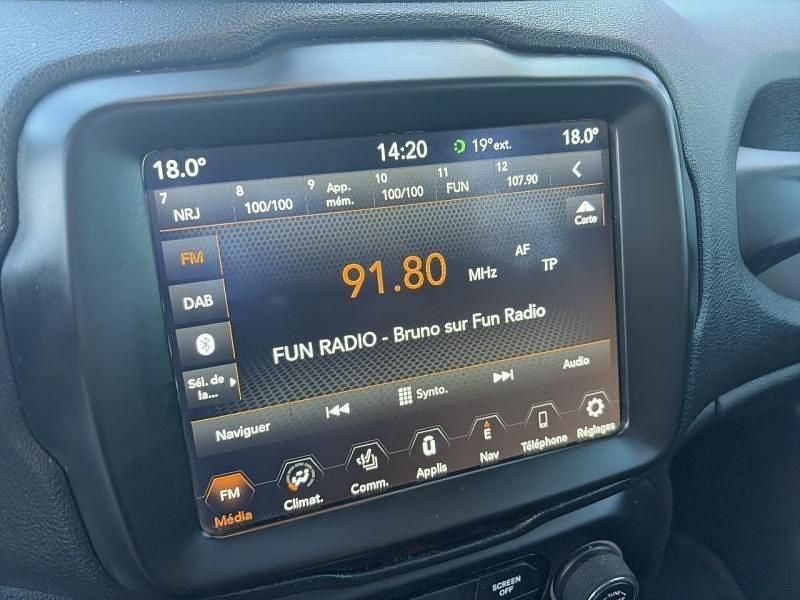 18.0° 14:20 19°ext. 18.0°
7 NRJ 8 100/100 9 App. mém. 10 100/100 11 FUN 12 107.90
Carte
FM
91.80 MHz AF TP
DAB
FUN RADIO - Bruno sur Fun Radio
Sél. de la...
Naviguer Synto. Audio
FM Média Climat. Comm. Applis E Nav Téléphone Réglages
SCREEN OFF
TUNE